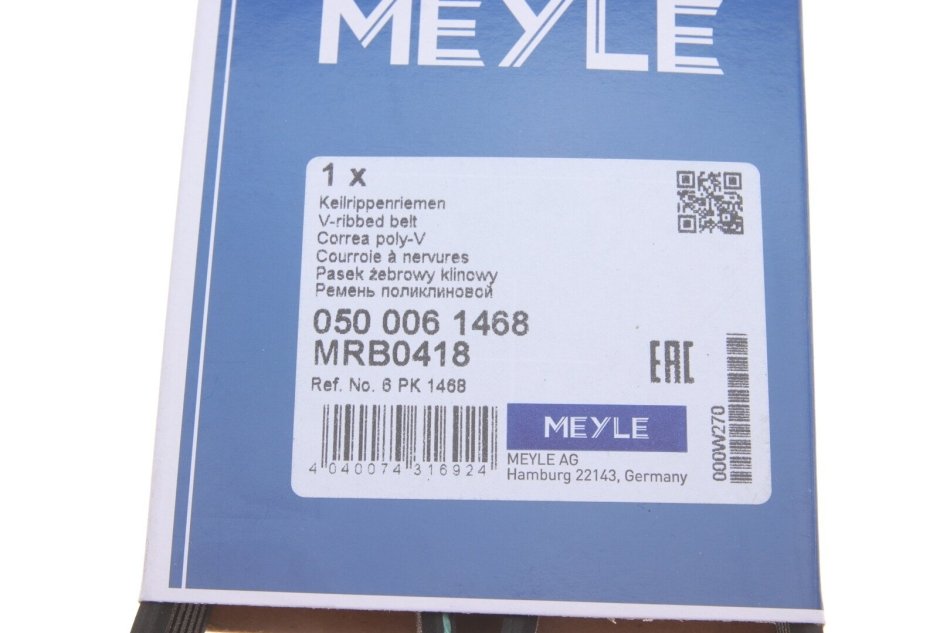 MEYLE
1 x
Keilrippenriemen
V-ribbed belt
Correa poly-V
Courroie à nervures
Pasek żebrowy klinowy
Ремень поликлиновой
050 006 1468
MRB0418
Ref. No. 6 PK 1468
EAC
000W270
MEYLE
4 040074 316924
MEYLE AG
Hamburg 22143, Germany